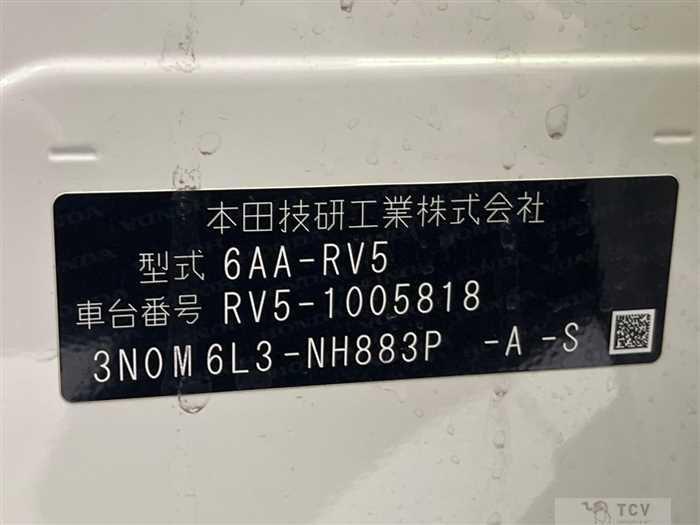 本田技研工業株式会社
型式 6AA-RV5
車台番号 RV5-1005818
3N0M6L3-NH883P -A -S
TCV